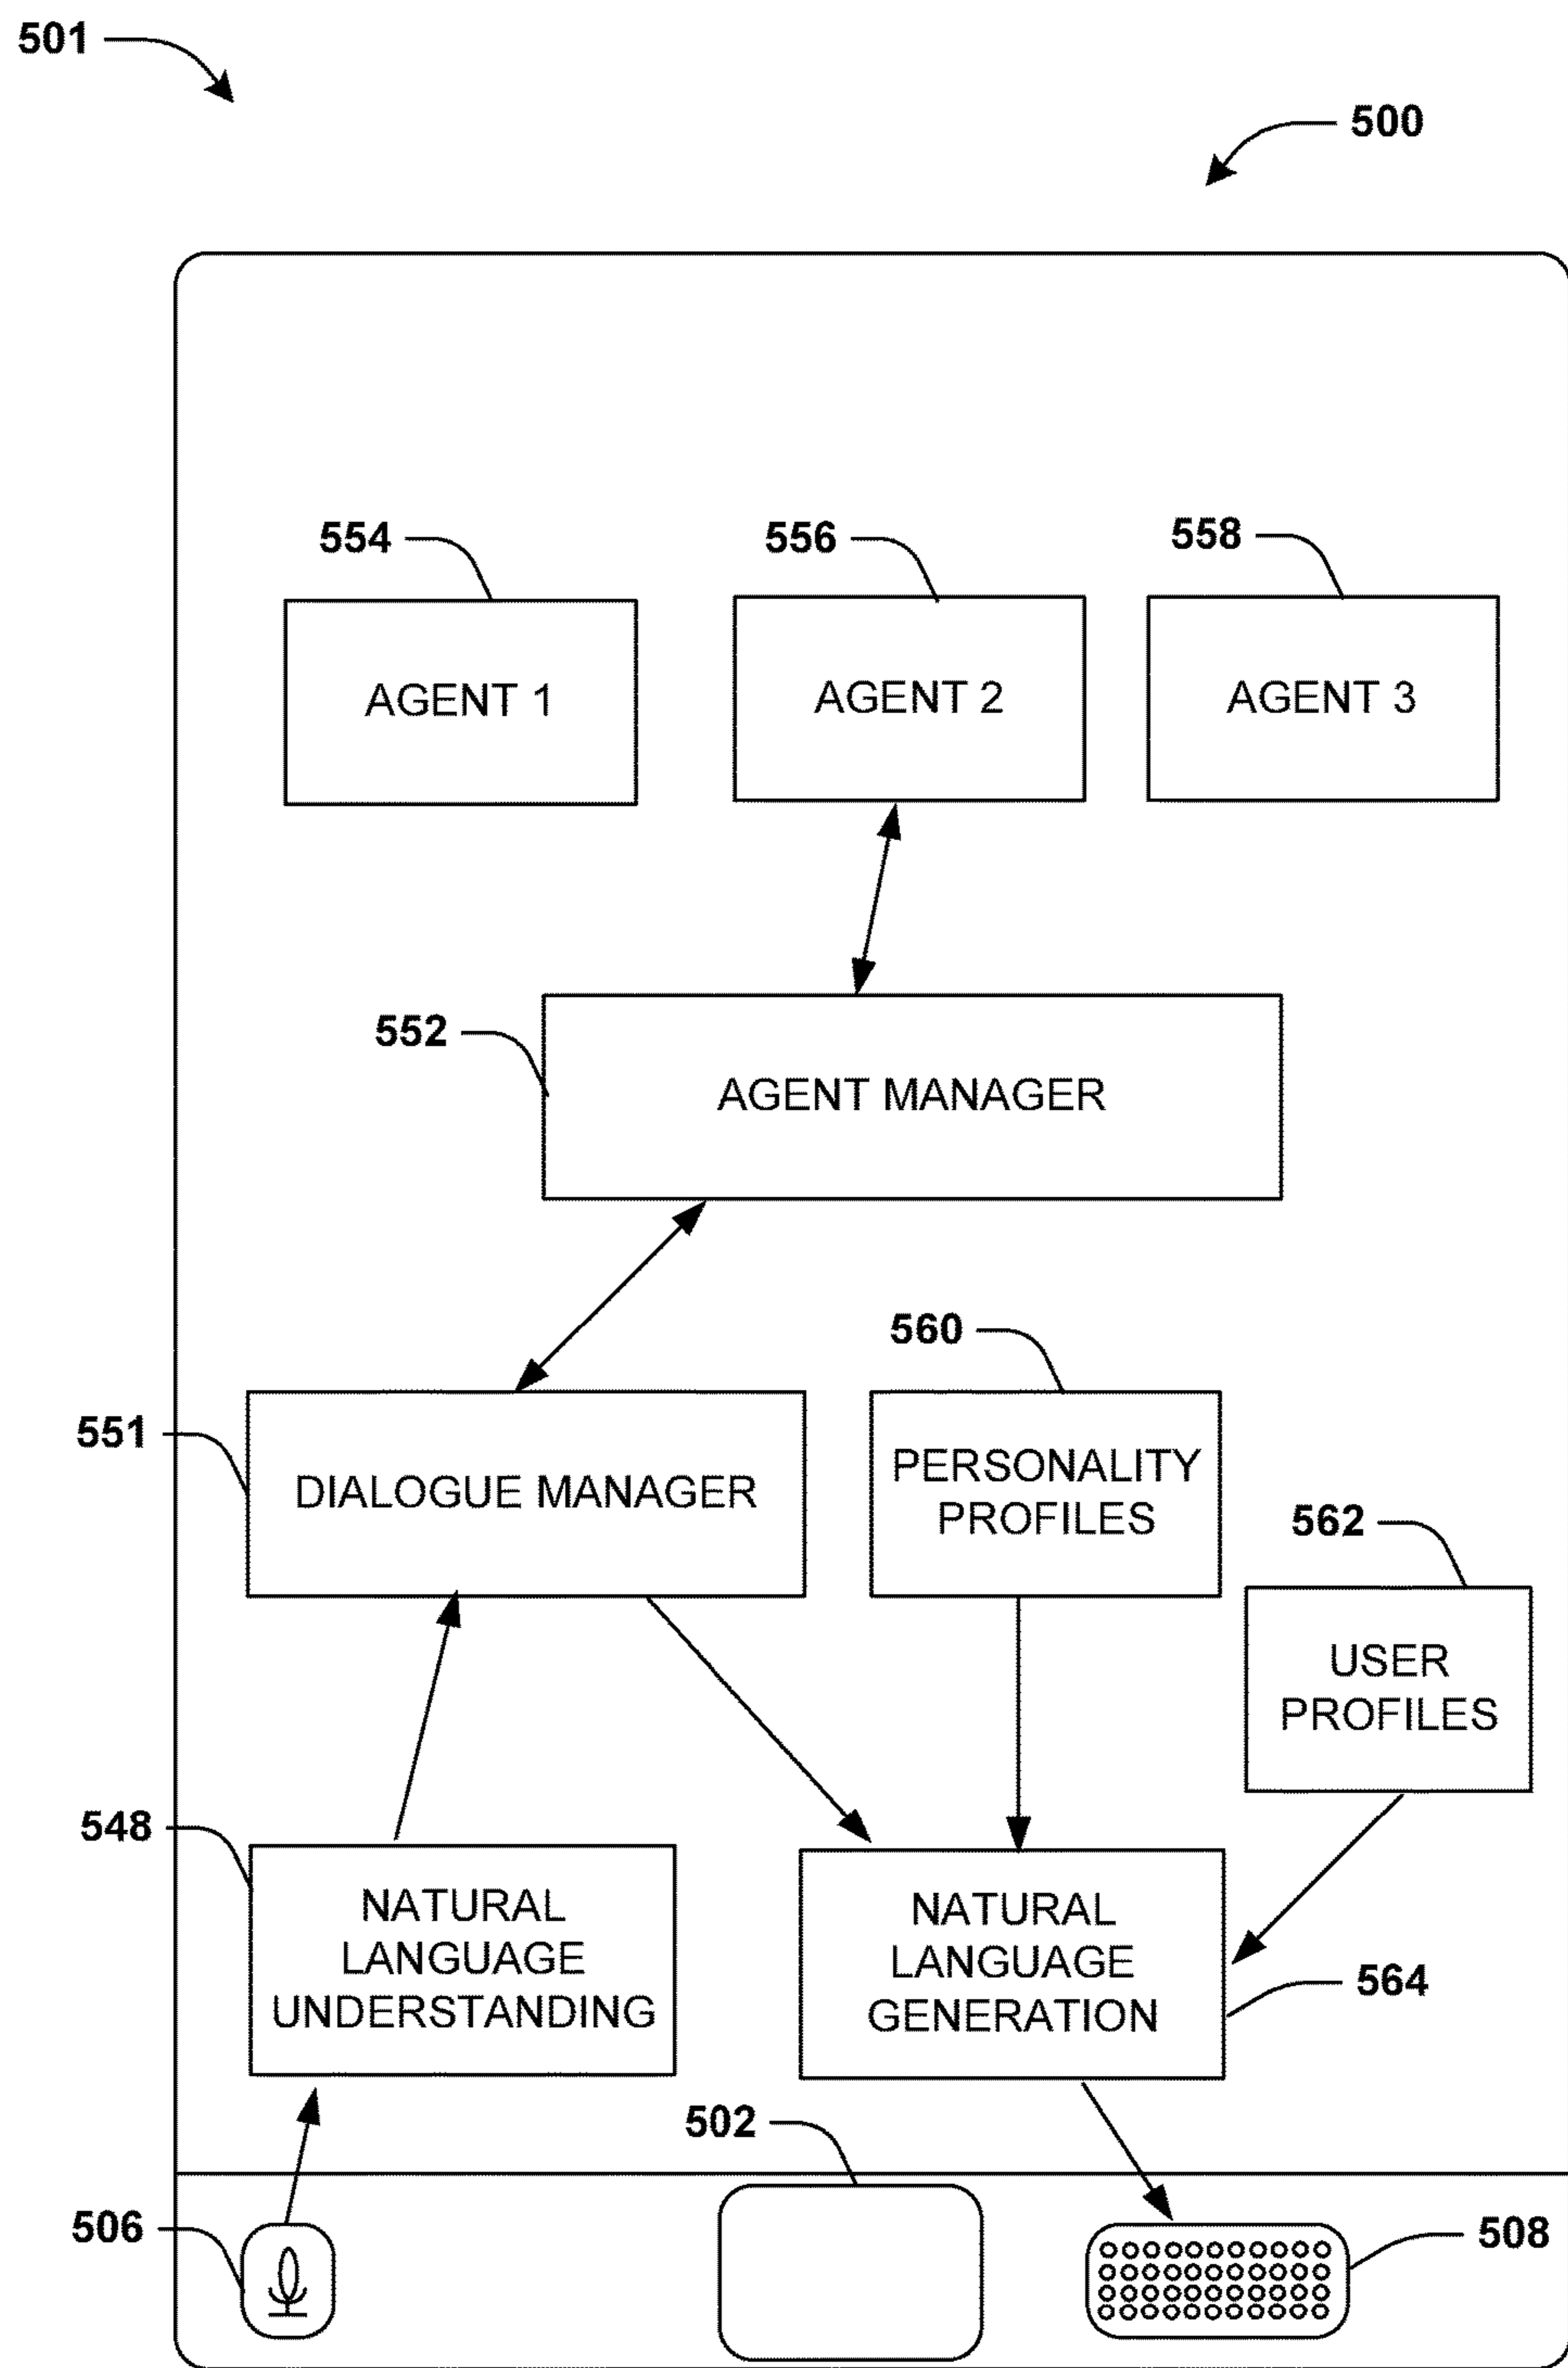 501
500
554
556
558
AGENT 1
AGENT 2
AGENT 3
552
AGENT MANAGER
560
551
DIALOGUE MANAGER
PERSONALITY
PROFILES
562
USER
PROFILES
548
NATURAL
LANGUAGE
UNDERSTANDING
NATURAL
LANGUAGE
GENERATION
564
502
506
508